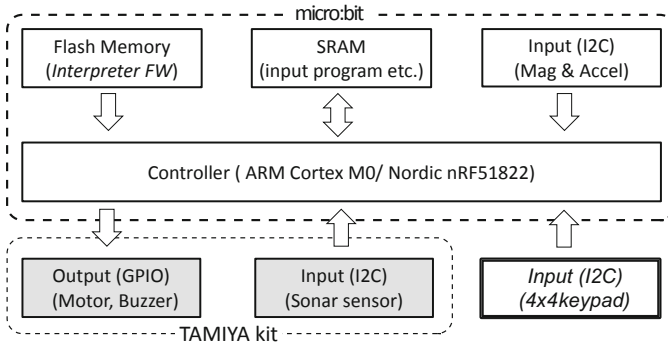 micro:bit
Flash Memory
(Interpreter FW)
SRAM
(input program etc.)
Input (I2C)
(Mag & Accel)
Controller ( ARM Cortex M0/ Nordic nRF51822)
Output (GPIO)
(Motor, Buzzer)
Input (I2C)
(Sonar sensor)
Input (I2C)
(4x4keypad)
TAMIYA kit